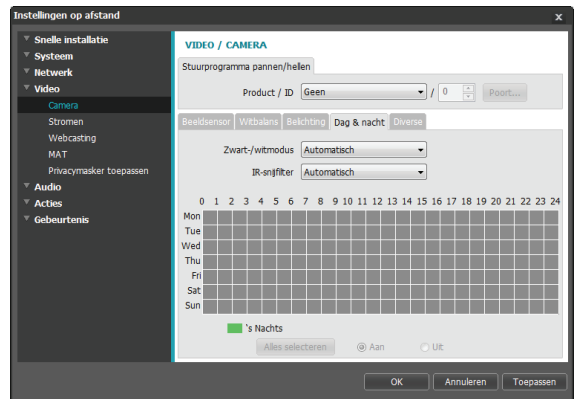 Instellingen op afstand
x
Snelle installatie
Systeem
Netwerk
Video
Camera
Stromen
Webcasting
MAT
Privacymasker toepassen
Audio
Acties
Gebeurtenis
VIDEO / CAMERA
Stuurprogramma pannen/hellen
Product / ID Geen / 0 Poort...
Beeldsensor Witbalans Belichting Dag & nacht Diverse
Zwart-/witmodus Automatisch
IR-snijfilter Automatisch
0 1 2 3 4 5 6 7 8 9 10 11 12 13 14 15 16 17 18 19 20 21 22 23 24
Mon
Tue
Wed
Thu
Fri
Sat
Sun
's Nachts
Alles selecteren Aan Uit
OK Annuleren Toepassen